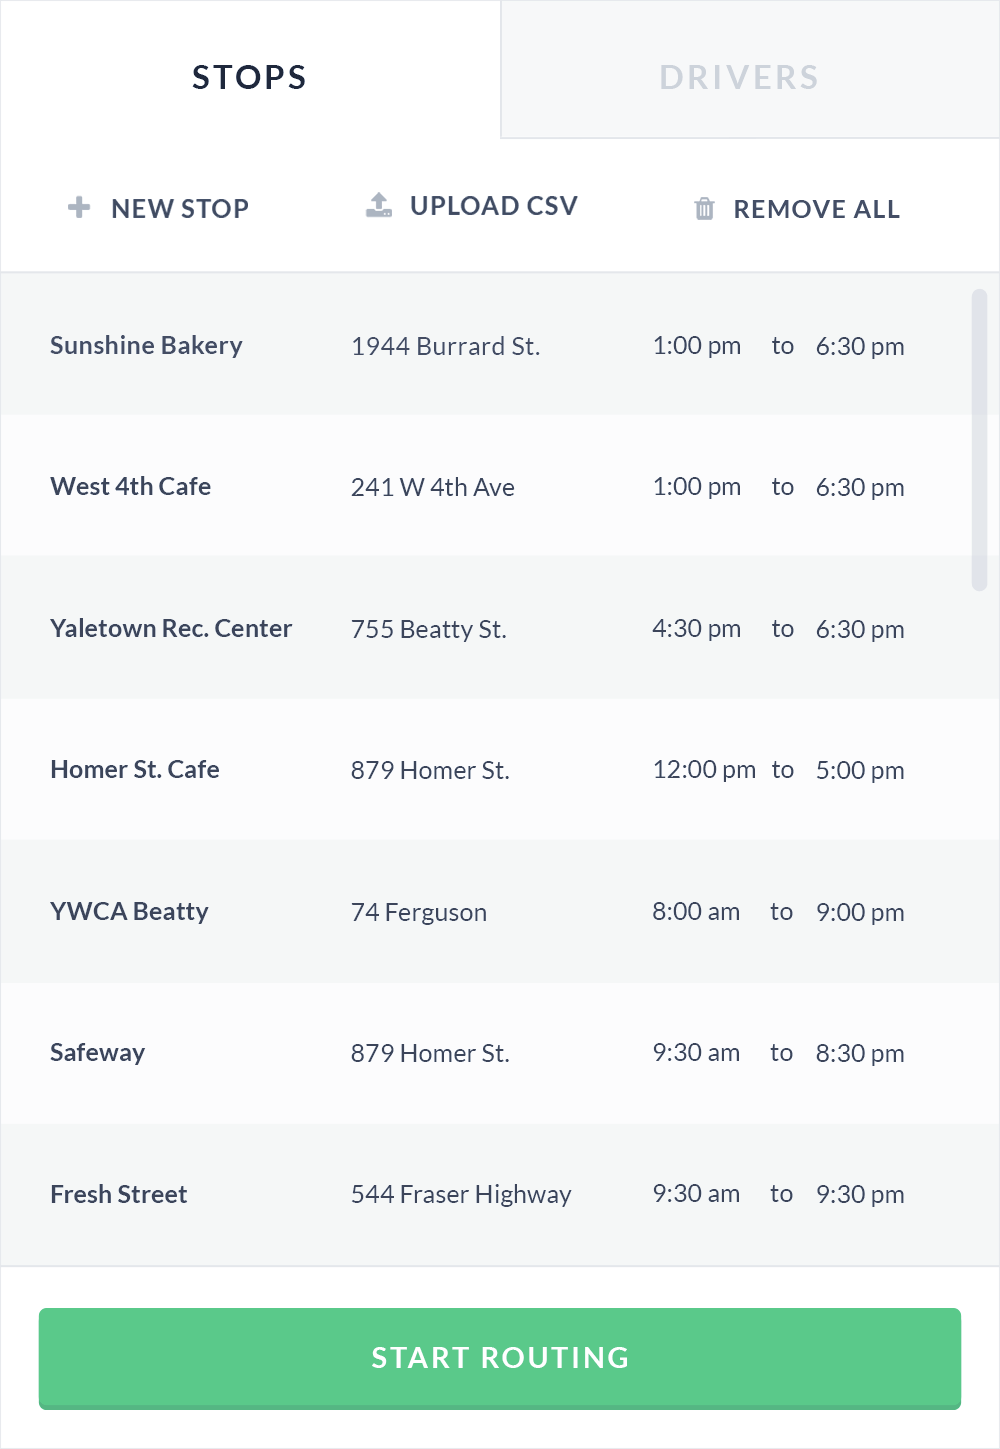 STOPS DRIVERS
NEW STOP UPLOAD CSV REMOVE ALL
Sunshine Bakery 1944 Burrard St. 1:00 pm to 6:30 pm
West 4th Cafe 241 W 4th Ave 1:00 pm to 6:30 pm
Yaletown Rec. Center 755 Beatty St. 4:30 pm to 6:30 pm
Homer St. Cafe 879 Homer St. 12:00 pm to 5:00 pm
YWCA Beatty 74 Ferguson 8:00 am to 9:00 pm
Safeway 879 Homer St. 9:30 am to 8:30 pm
Fresh Street 544 Fraser Highway 9:30 am to 9:30 pm
START ROUTING